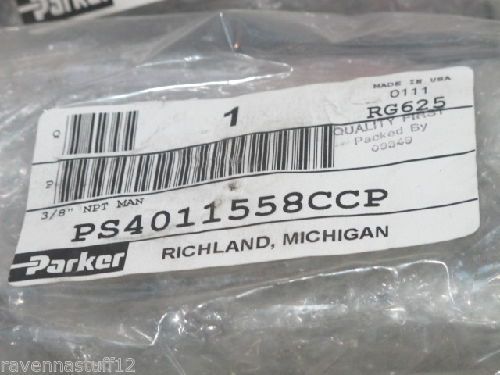 Parker
MADE IN USA
0111
RG625
Q
1
QUALITY FIRST
Packed By
09349
P
3/8" NPT MAN
PS4011558CCP
Parker
RICHLAND, MICHIGAN
ravennastuff12